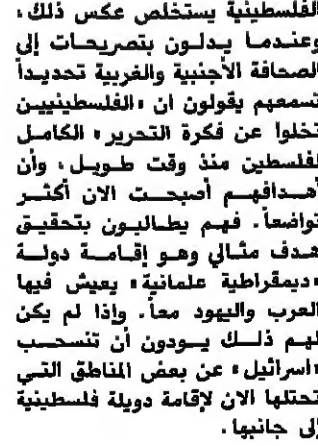 الفلسطينية يستخلص عكس ذلك،
وعندما يدلون بتصريحات إلى
الصحافة الأجنبية والغربية تحديداً
تسمعهم يقولون ان «الفلسطينيين
تخلوا عن فكرة التحرير» الكامل
لفلسطين منذ وقت طويل، وأن
أهدافهم أصبحت الان أكثر
تواضعاً. فهم يطالبون بتحقيق
هدف مثالي وهو إقامة دولة
«ديمقراطية علمانية» يعيش فيها
العرب واليهود معاً. وإذا لم يكن
لهم ذلك يودون أن تنسحب
«اسرائيل» عن بعض المناطق التي
تحتلها الان لإقامة دويلة فلسطينية
إلى جانبها.